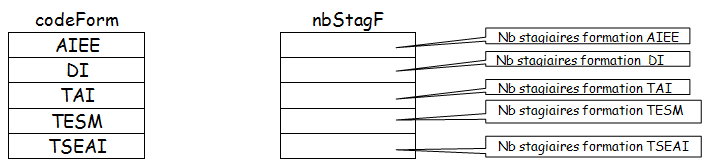 codeForm
nbStagF
AIEE
DI
TAI
TESM
TSEAI
Nb stagiaires formation AIEE
Nb stagiaires formation DI
Nb stagiaires formation TAI
Nb stagiaires formation TESM
Nb stagiaires formation TSEAI